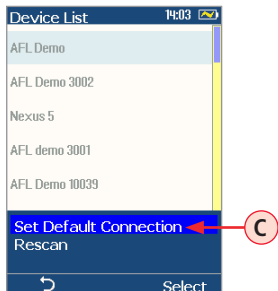 Device List 14:03
AFL Demo
AFL Demo 3002
Nexus 5
AFL demo 3001
AFL Demo 10039
Set Default Connection
C
Rescan
Select